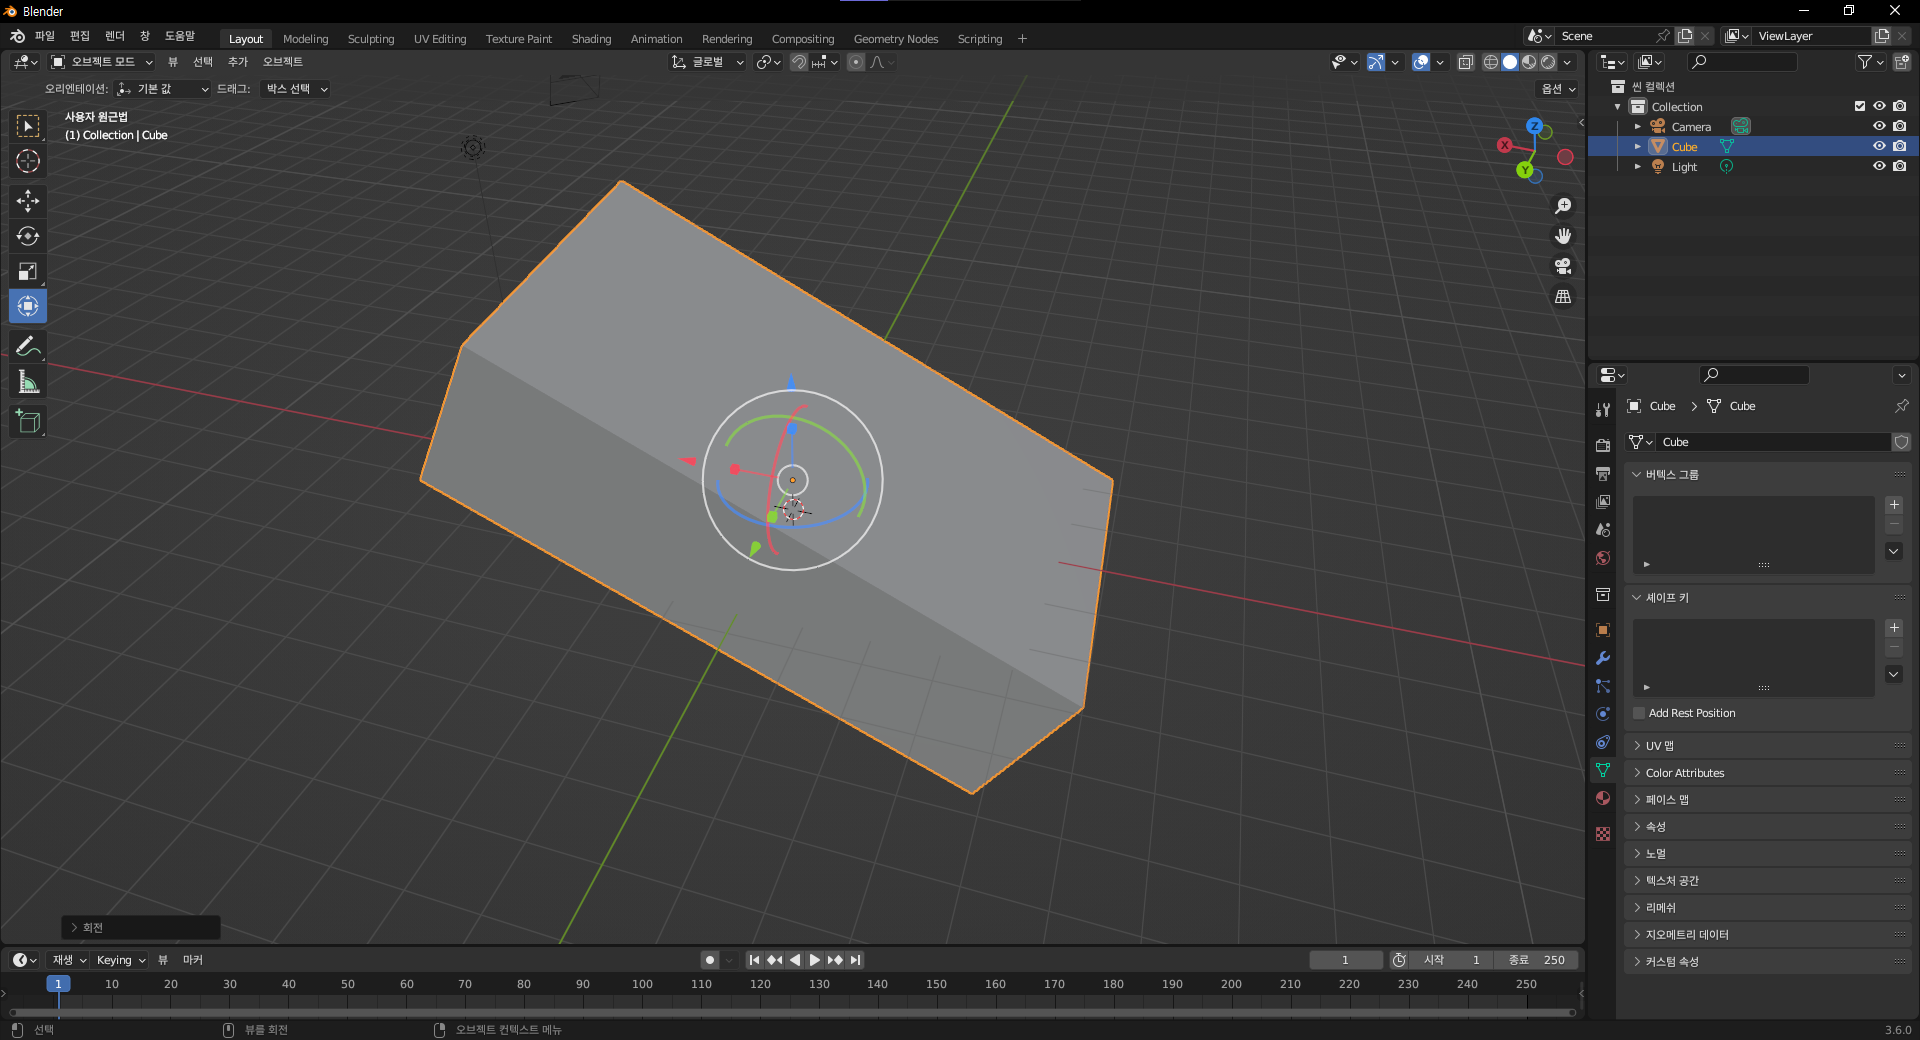 Blender
파일 편집 렌더 창 도움말 Layout Modeling Sculpting UV Editing Texture Paint Shading Animation Rendering Compositing Geometry Nodes Scripting + Scene ViewLayer
오브젝트 모드 뷰 선택 추가 오브젝트 글로벌
오리엔테이션: 기본 값 드래그: 박스 선택 옵션
사용자 원근법
(1) Collection | Cube
Z
X
Y
회전
씬 컬렉션
Collection
Camera
Cube
Light
Cube > Cube
Cube
버텍스 그룹
셰이프 키
Add Rest Position
UV 맵
Color Attributes
페이스 맵
속성
노멀
텍스처 공간
리메쉬
지오메트리 데이터
커스텀 속성
재생 Keying 뷰 마커 1 시작 1 종료 250
1 10 20 30 40 50 60 70 80 90 100 110 120 130 140 150 160 170 180 190 200 210 220 230 240 250
선택 뷰를 회전 오브젝트 컨텍스트 메뉴 3.6.0